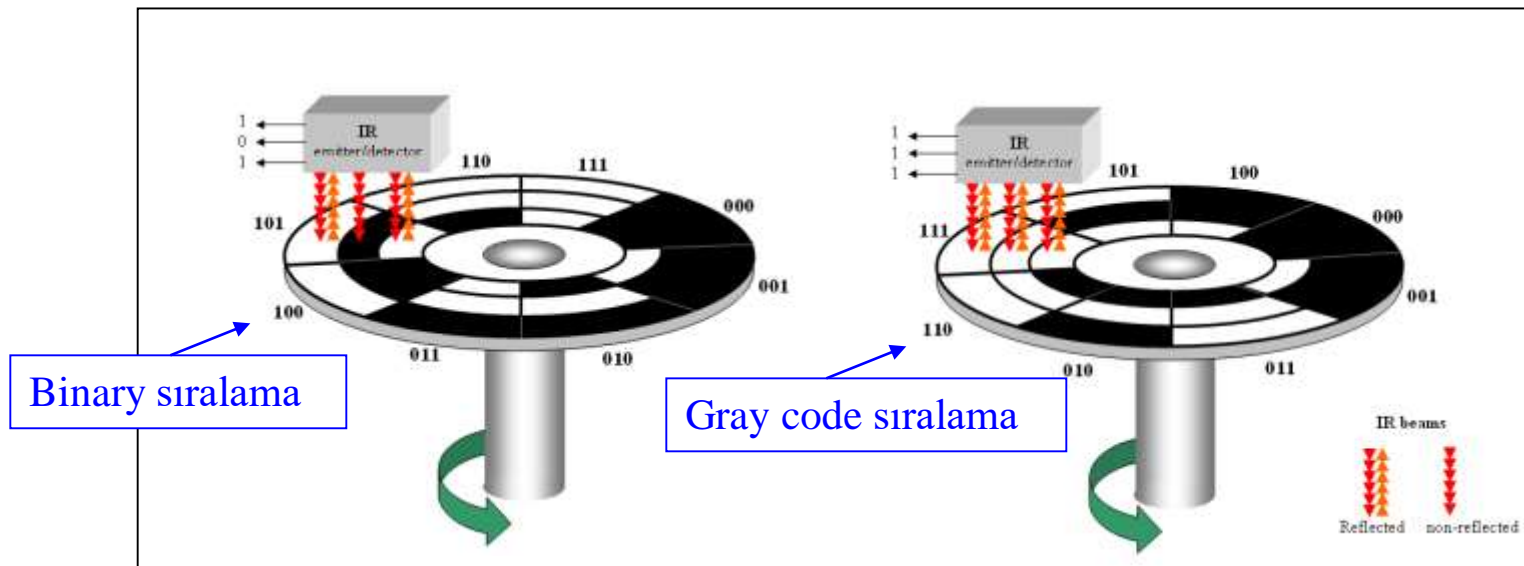 1
0
1
IR
emitter/detector
110
111
000
001
010
011
100
101
Binary sıralama
1
1
1
IR
emitter/detector
101
100
000
001
011
010
110
111
Gray code sıralama
IR beams
Reflected
non-reflected